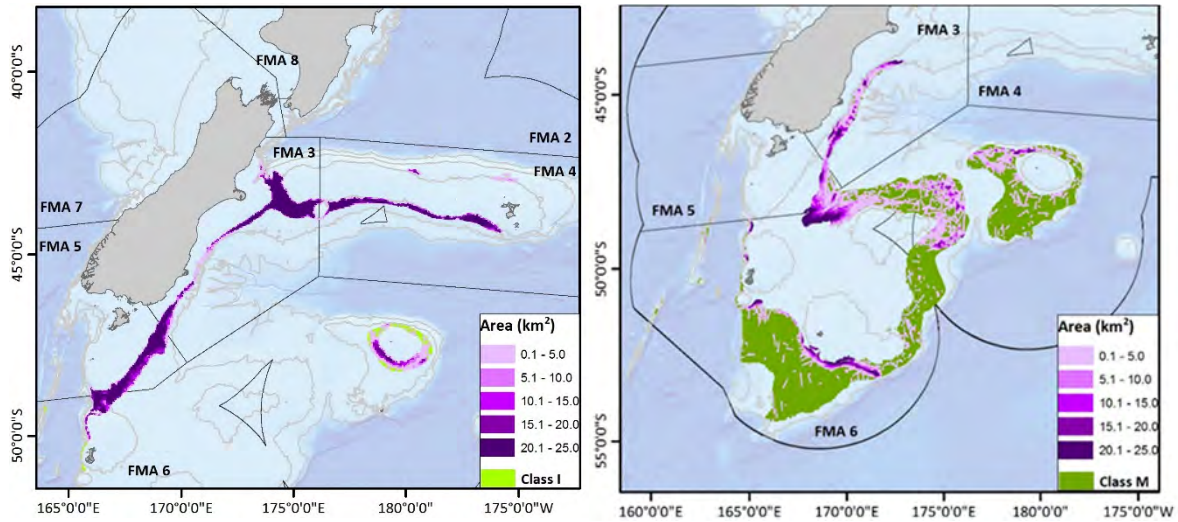 FMA 8
40°0'0"S
FMA 2
FMA 3
FMA 4
FMA 7
FMA 5
45°0'0"S
50°0'0"S
FMA 6
Area (km²)
0.1 - 5.0
5.1 - 10.0
10.1 - 15.0
15.1 - 20.0
20.1 - 25.0
Class I
165°0'0"E
170°0'0"E
175°0'0"E
180°0'0"
175°0'0"W
FMA 3
45°0'0"S
FMA 4
FMA 5
50°0'0"S
55°0'0"S
FMA 6
Area (km²)
0.1 - 5.0
5.1 - 10.0
10.1 - 15.0
15.1 - 20.0
20.1 - 25.0
Class M
160°0'0"E
165°0'0"E
170°0'0"E
175°0'0"E
180°0'0"
175°0'0"W